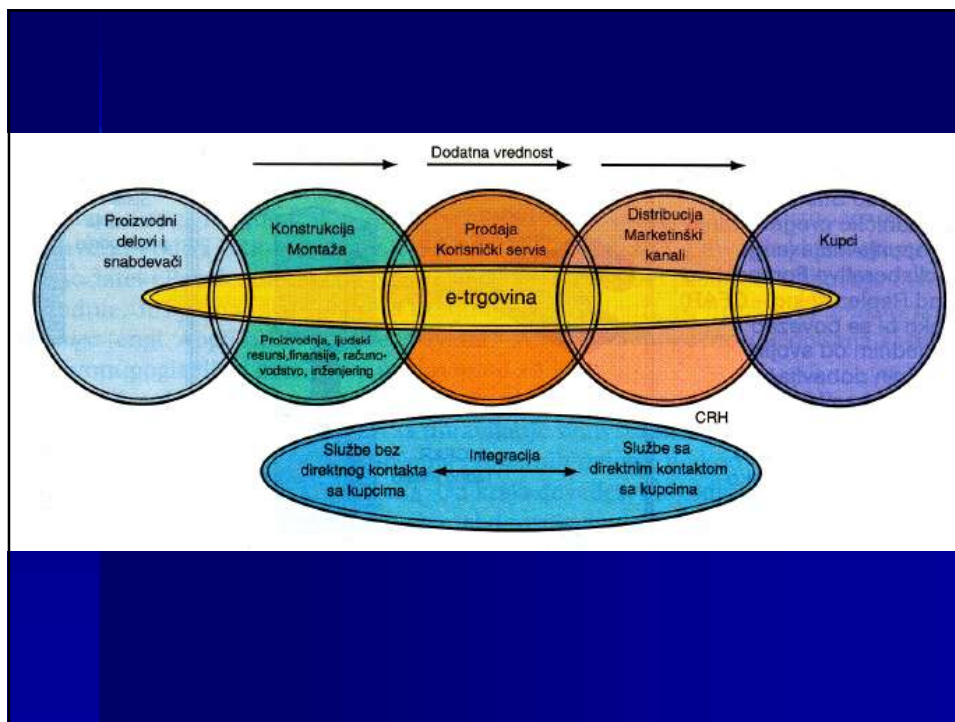 Dodatna vrednost
Proizvodni
delovi i
snabdevači
Konstrukcija
Montaža
Prodaja
Korisnički servis
Distribucija
Marketinški
kanali
Kupci
e-trgovina
Proizvodnja, ljudski
resursi,finansije, računo-
vodstvo, inženjering
CRH
Službe bez
direktnog kontakta
sa kupcima
Integracija
Službe sa
direktnim kontaktom
sa kupcima